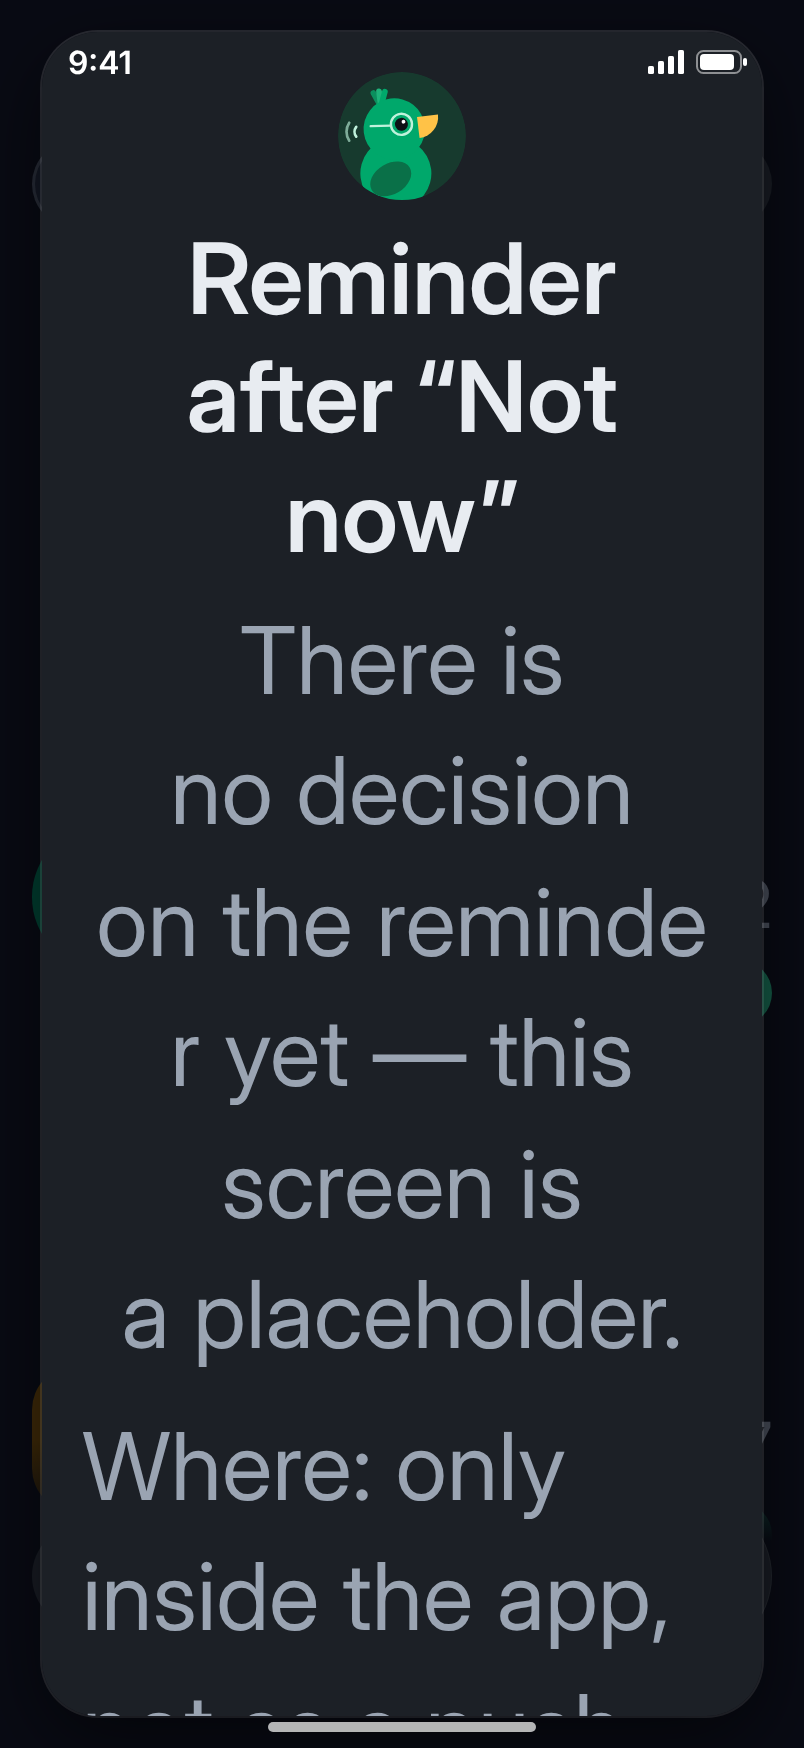 9:41
Reminder
after “Not
now”
There is
no decision
on the reminde
r yet — this
screen is
a placeholder.
Where: only
inside the app,